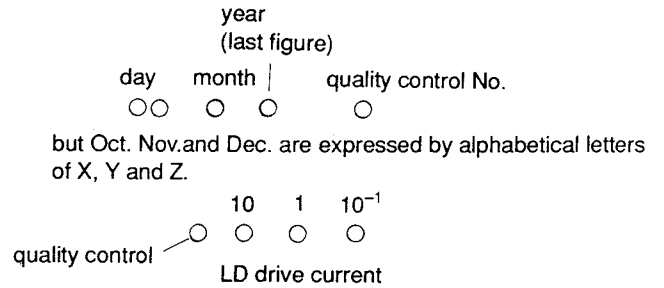 year
(last figure)
day month quality control No.
○○ ○ ○ ○
but Oct. Nov.and Dec. are expressed by alphabetical letters
of X, Y and Z.
10 1 10⁻¹
○ ○ ○ ○
quality control
LD drive current